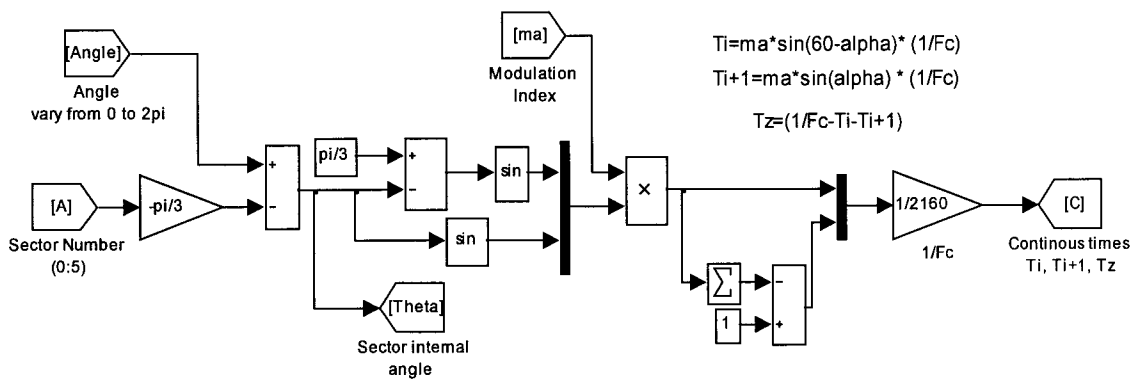 [Angle]
Angle
vary from 0 to 2pi
[ma]
Modulation
Index
Ti=ma*sin(60-alpha)* (1/Fc)
Ti+1=ma*sin(alpha) * (1/Fc)
Tz=(1/Fc-Ti-Ti+1)
[A]
Sector Number
(0:5)
-pi/3
+
-
pi/3
+
-
sin
sin
[Theta]
Sector internal
angle
×
Σ
1
-
+
1/2160
1/Fc
[C]
Continous times
Ti, Ti+1, Tz